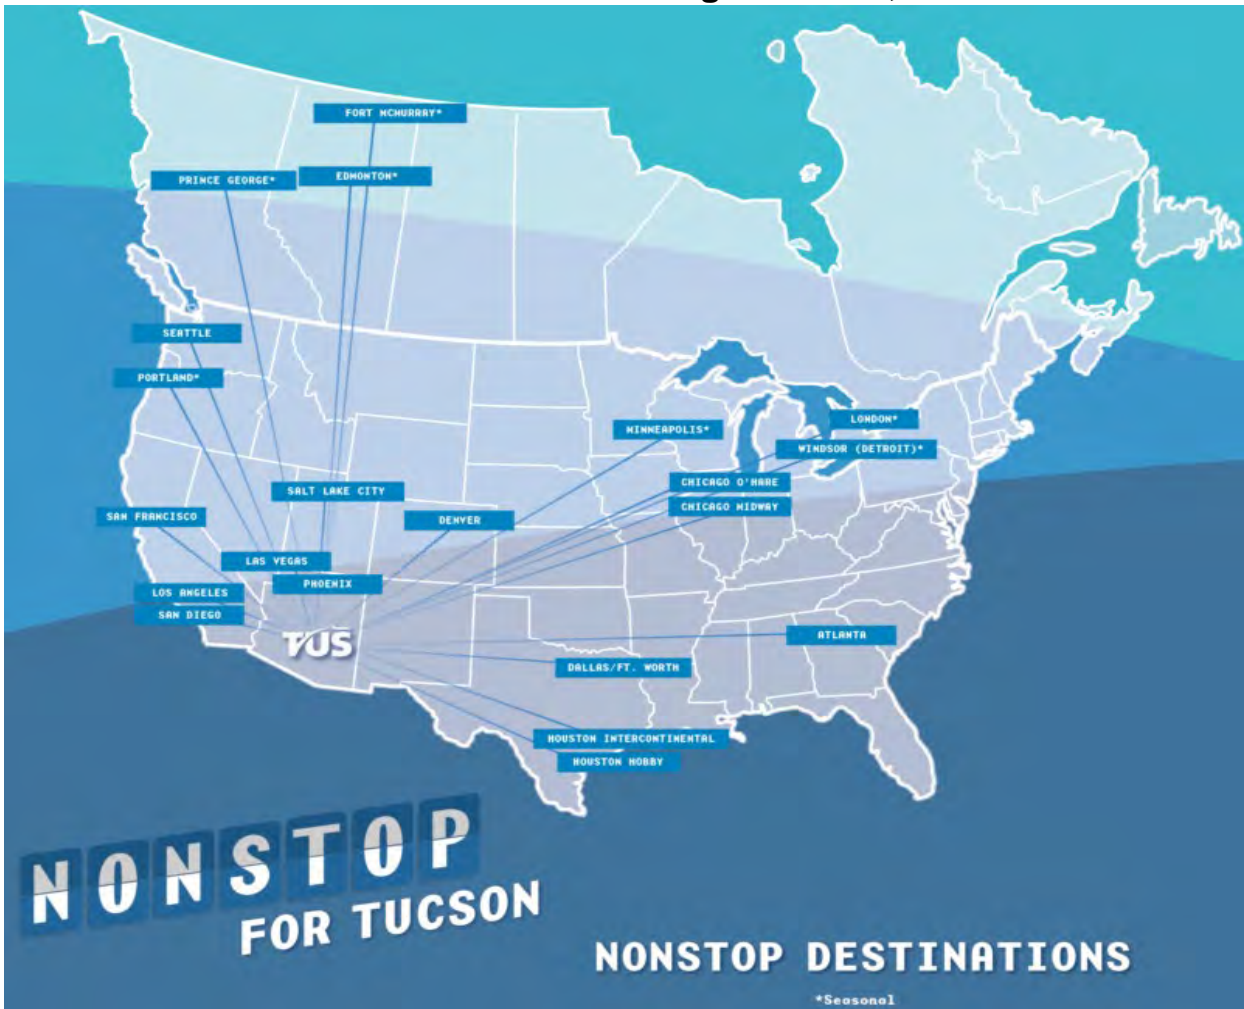 FORT MCMURRAY*
EDMONTON*
PRINCE GEORGE*
SEATTLE
PORTLAND*
LONDON*
MINNEAPOLIS*
WINDSOR (DETROIT)*
CHICAGO O'HARE
SALT LAKE CITY
CHICAGO MIDWAY
SAN FRANCISCO
DENVER
LAS VEGAS
PHOENIX
LOS ANGELES
SAN DIEGO
TUS
ATLANTA
DALLAS/FT. WORTH
HOUSTON INTERCONTINENTAL
HOUSTON HOBBY
NONSTOP
FOR TUCSON
NONSTOP DESTINATIONS
*Seasonal